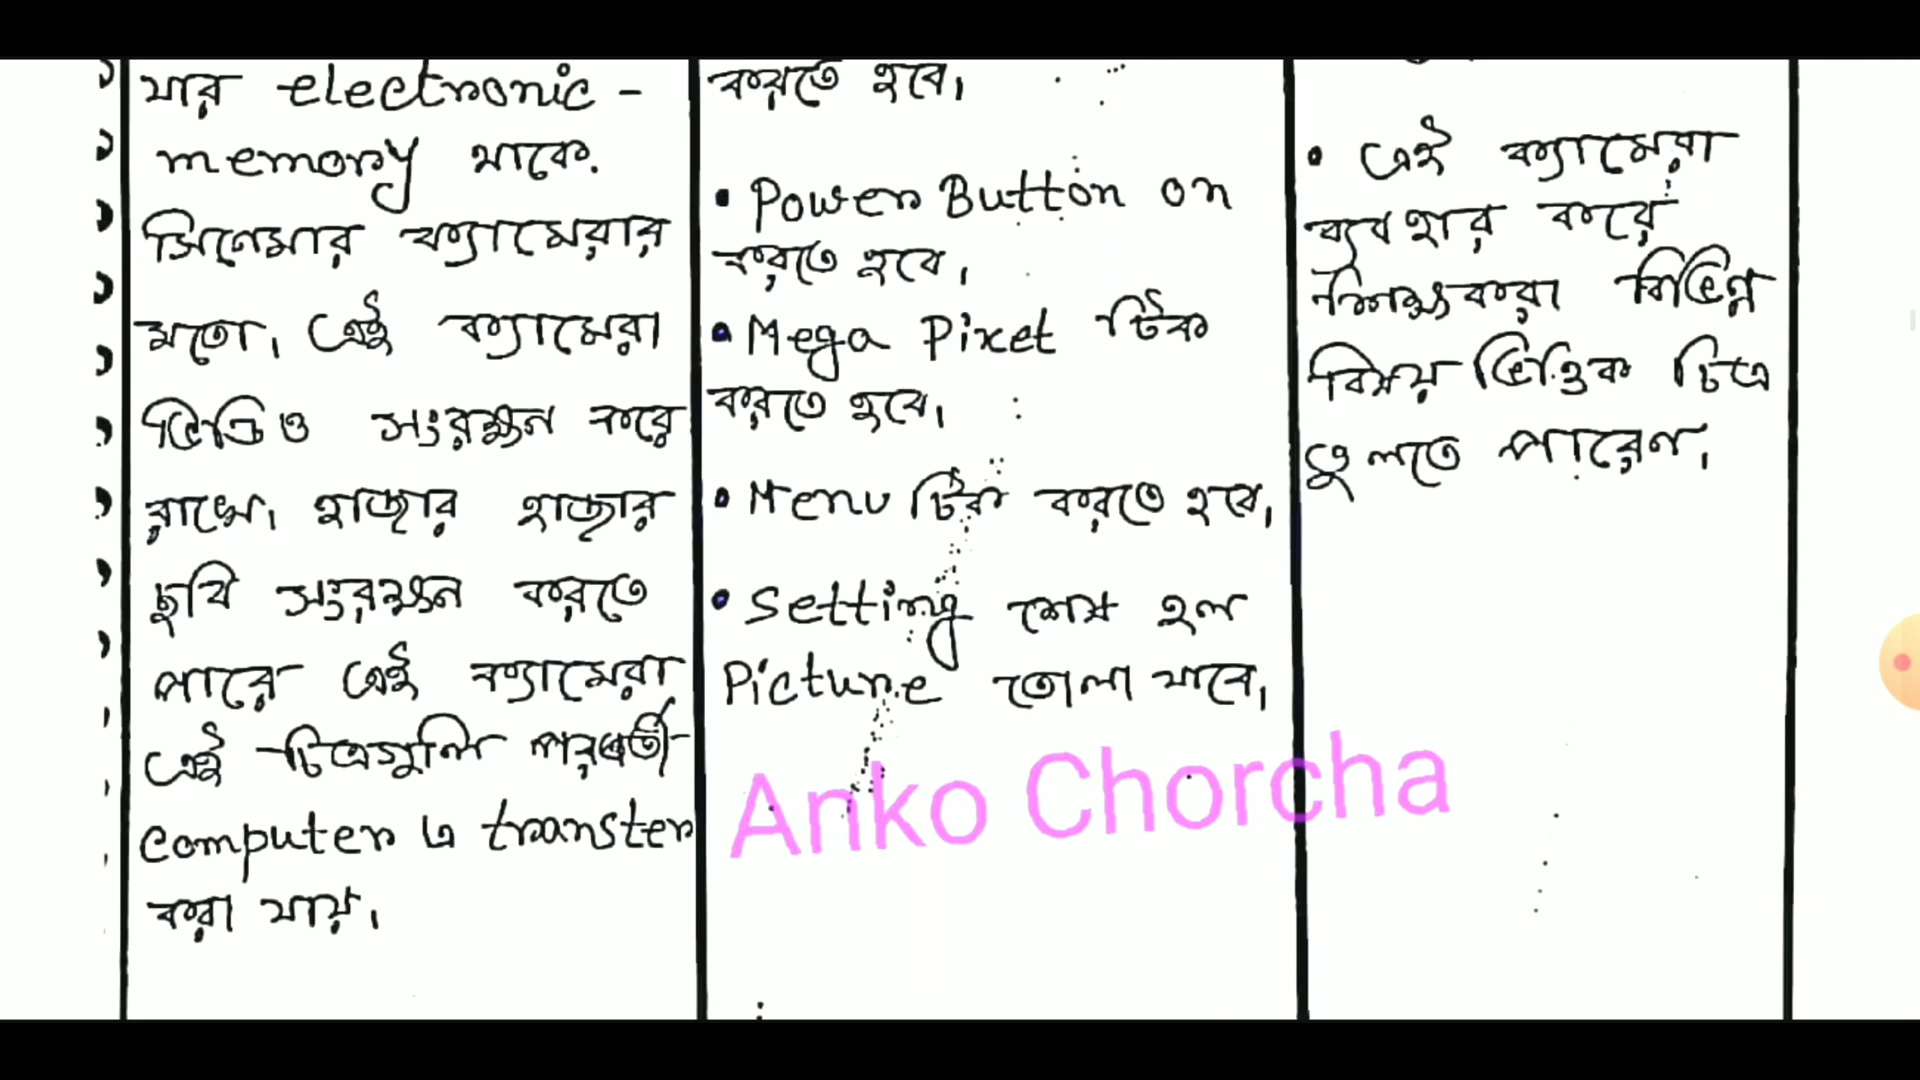 যার electronic -
memory থাকে.
সিনেমার ক্যামেরার
মতো। এই ক্যামেরা
ভিডিও সংরক্ষন করে
রাখে। হাজার হাজার
ছবি সংরক্ষন করতে
পারে এই ক্যামেরা
এই চিত্রগুলি পরবর্তী
computer এ transfer
করা যায়।
করতে হবে।
• Power Button on
করতে হবে।
• Mega Pixet ঠিক
করতে হবে।
• Menu ঠিক করতে হবে।
• Setting শেষ হল
Picture তোলা যাবে।
• এই ক্যামেরা
ব্যবহার করে
শিক্ষকরা বিভিন্ন
বিষয় ভিত্তিক চিত্র
তুলতে পারেন।
Anko Chorcha